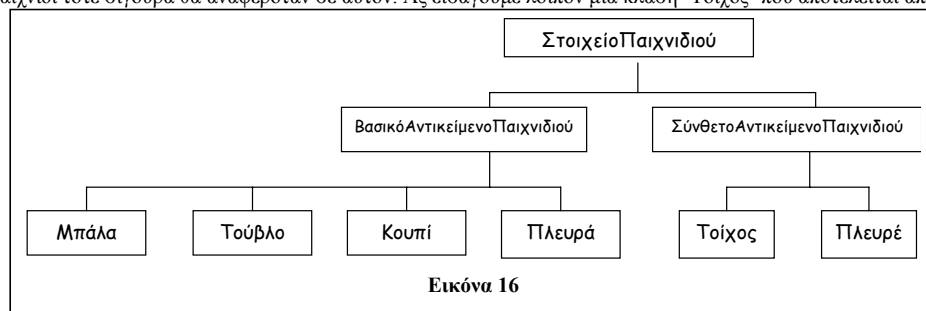 παιχνίδι τότε σίγουρα θα αναφερόταν σε αυτόν. Ας εισάγουμε λοιπόν μια κλάση "Τοίχος" που αποτελείται
ΣτοιχείοΠαιχνιδιού
ΒασικόΑντικείμενοΠαιχνιδιού ΣύνθετοΑντικείμενοΠαιχνιδιού
Μπάλα Τούβλο Κουπί Πλευρά Τοίχος Πλευρέ
Εικόνα 16